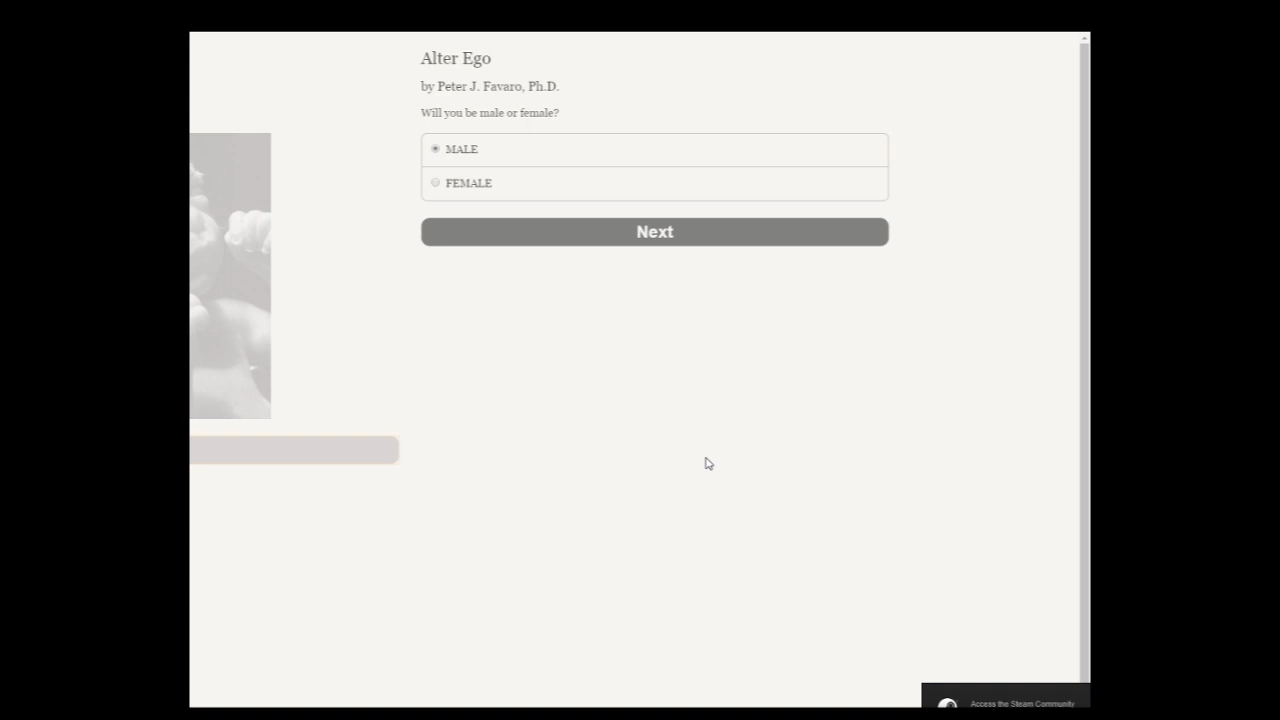 Alter Ego
by Peter J. Favaro, Ph.D.
Will you be male or female?
MALE
FEMALE
Next
Access the Steam Community